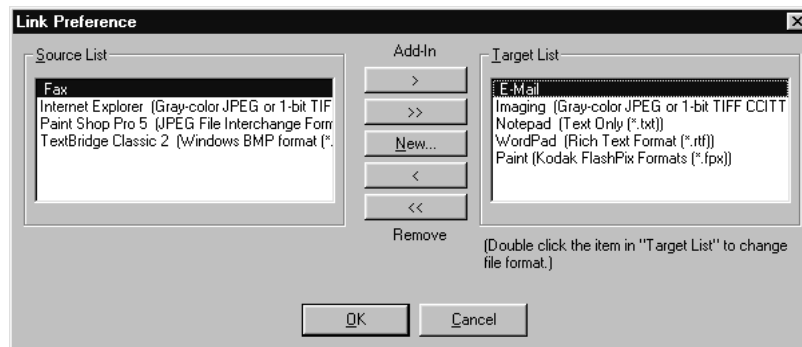 Link Preference
Source List
Fax
Internet Explorer (Gray-color JPEG or 1-bit TIF
Paint Shop Pro 5 (JPEG File Interchange Form
TextBridge Classic 2 (Windows BMP format (*.
Add-In
>
>>
New...
<
<<
Remove
Target List
E-Mail
Imaging (Gray-color JPEG or 1-bit TIFF CCITT
Notepad (Text Only (*.txt))
WordPad (Rich Text Format (*.rtf))
Paint (Kodak FlashPix Formats (*.fpx))
(Double click the item in "Target List" to change
file format.)
OK
Cancel